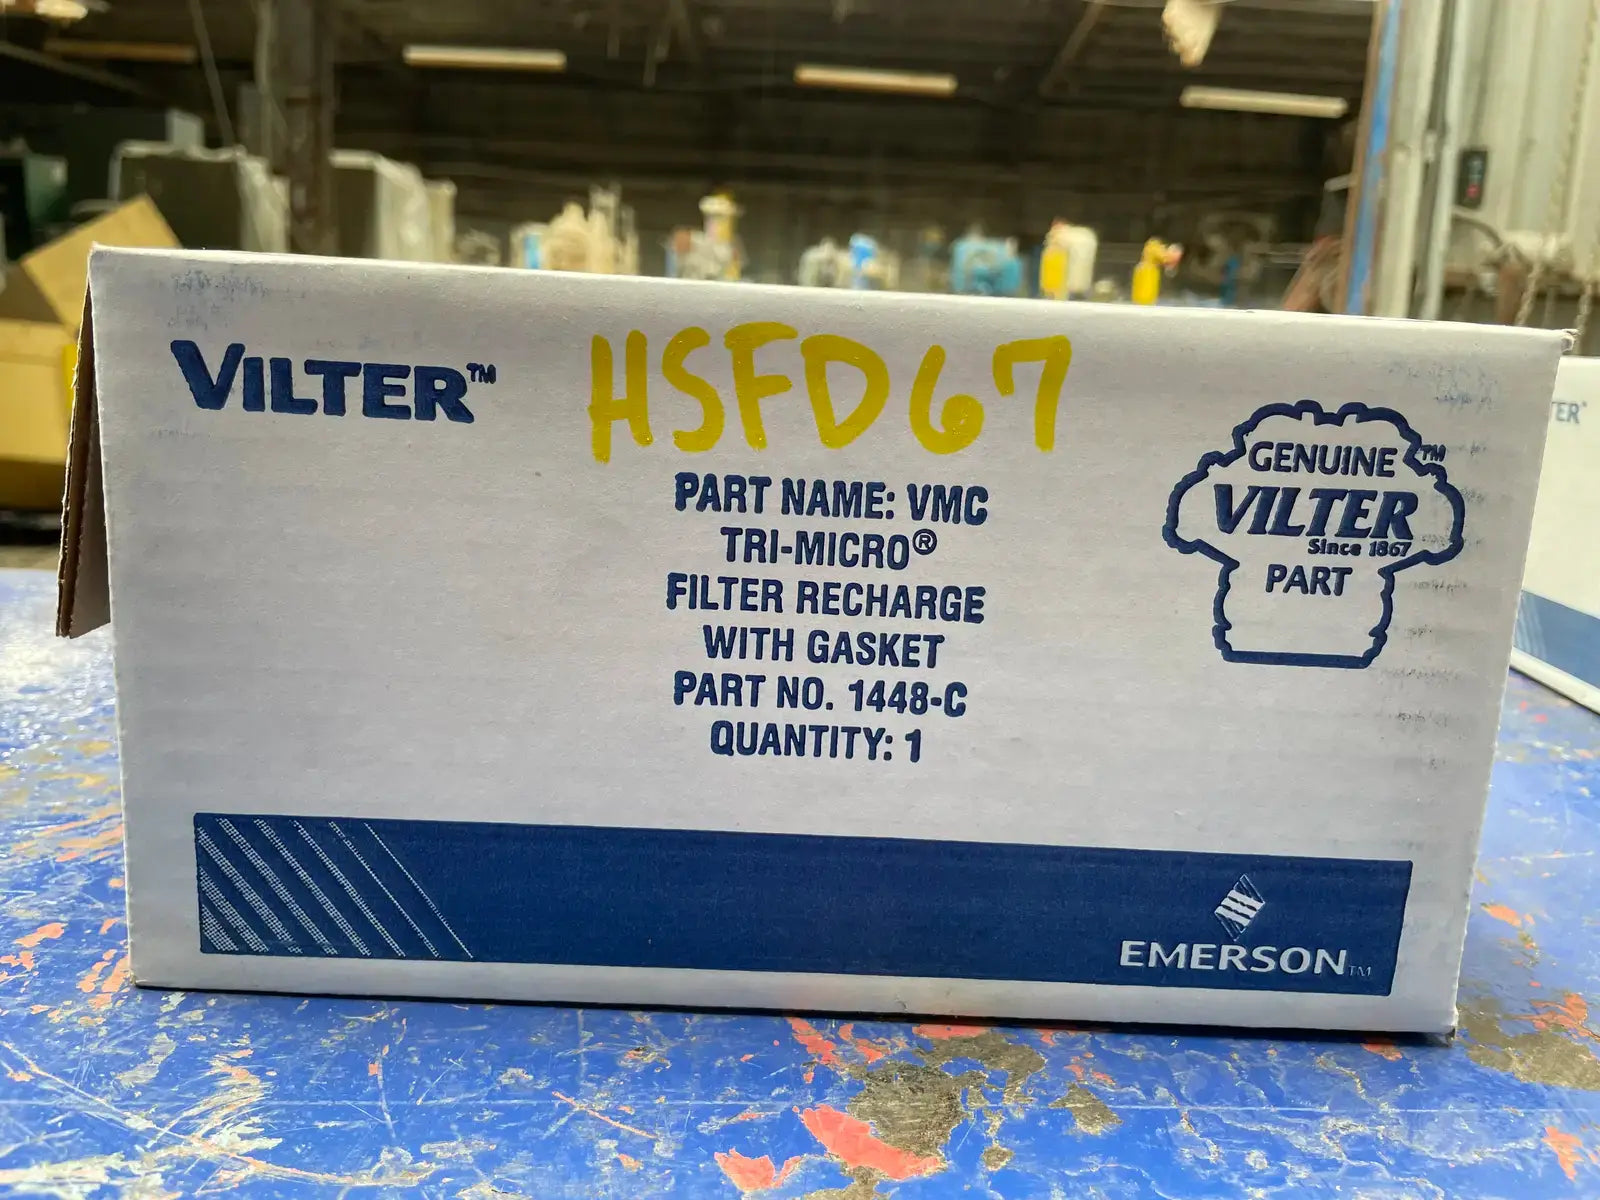 VILTER™
HSFD67
PART NAME: VMC
TRI-MICRO®
FILTER RECHARGE
WITH GASKET
PART NO. 1448-C
QUANTITY: 1
GENUINE™
VILTER
Since 1867
PART
EMERSON™
TER®